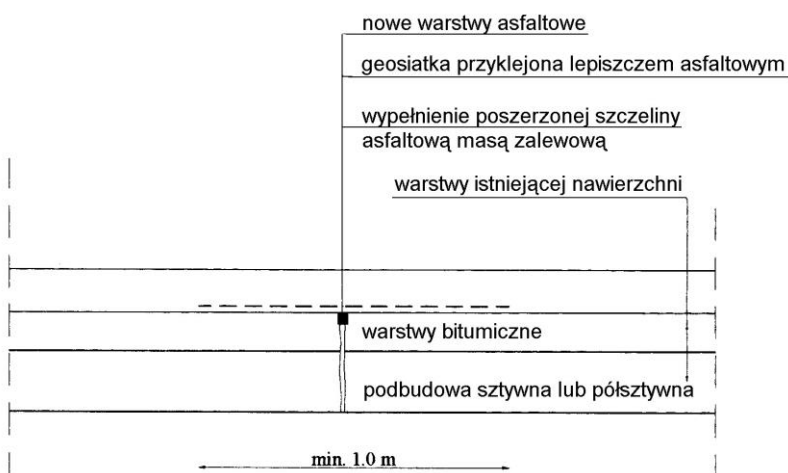 nowe warstwy asfaltowe
geosiatka przyklejona lepiszczem asfaltowym
wypełnienie poszerzonej szczeliny
asfaltową masą zalewową
warstwy istniejącej nawierzchni
warstwy bitumiczne
podbudowa sztywna lub półsztywna
min. 1.0 m